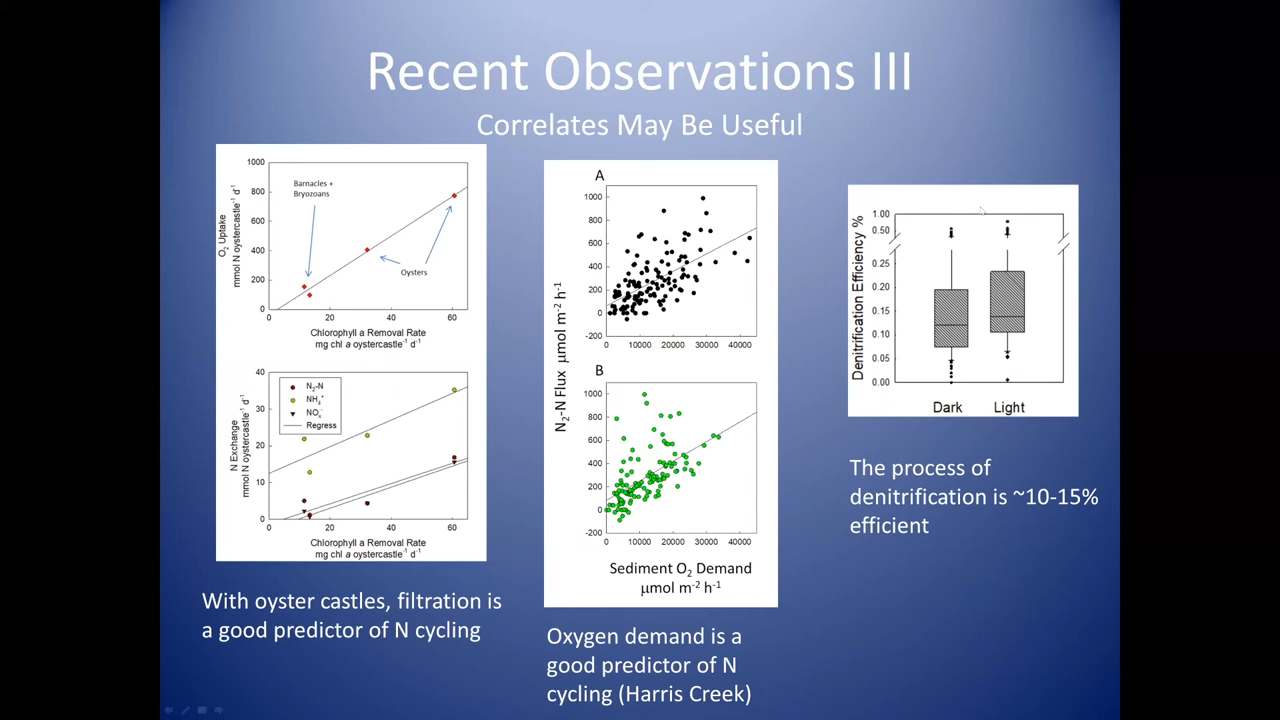 Recent Observations III
Correlates May Be Useful
1000
800
600
400
200
0
O₂ Uptake
mmol N oystercastle⁻¹ d⁻¹
Barnacles +
Bryozoans
Oysters
0 20 40 60
Chlorophyll a Removal Rate
mg chl a oystercastle⁻¹ d⁻¹
40
30
20
10
0
N Exchange
mmol N oystercastle⁻¹ d⁻¹
N₂-N
NH₄⁺
NOₓ⁻
Regress
0 20 40 60
Chlorophyll a Removal Rate
mg chl a oystercastle⁻¹ d⁻¹
With oyster castles, filtration is
a good predictor of N cycling
A
1000
800
600
400
200
0
-200
0 10000 20000 30000 40000
N₂-N Flux μmol m⁻² h⁻¹
B
1000
800
600
400
200
0
-200
0 10000 20000 30000 40000
Sediment O₂ Demand
μmol m⁻² h⁻¹
Oxygen demand is a
good predictor of N
cycling (Harris Creek)
Denitrification Efficiency %
1.00
0.50
0.25
0.20
0.15
0.10
0.05
0.00
Dark Light
The process of
denitrification is ~10-15%
efficient